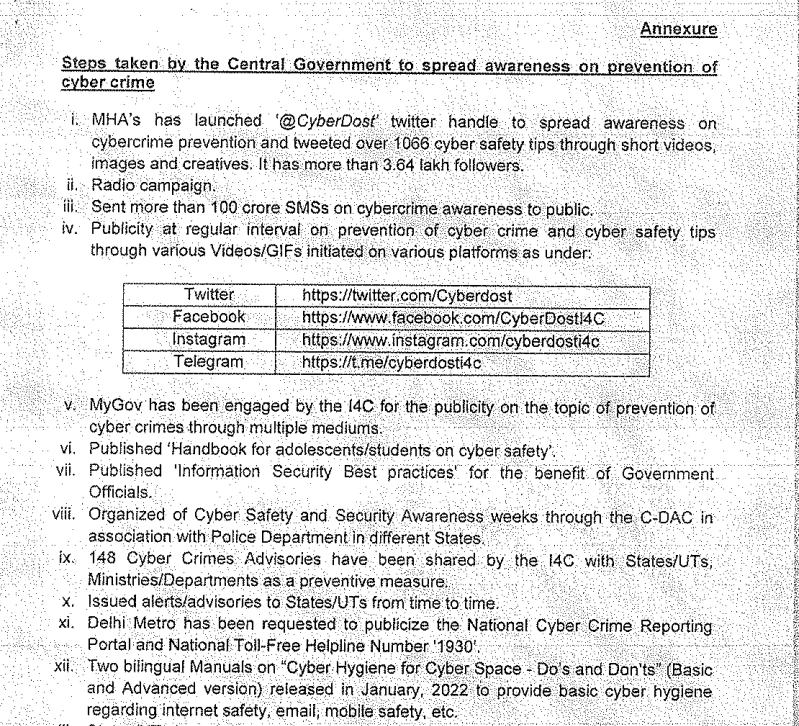 Annexure
Steps taken by the Central Government to spread awareness on prevention of
cyber crime
i. MHA's has launched '@CyberDost' twitter handle to spread awareness on
cybercrime prevention and tweeted over 1066 cyber safety tips through short videos,
images and creatives. It has more than 3.64 lakh followers.
ii. Radio campaign.
iii. Sent more than 100 crore SMSs on cybercrime awareness to public.
iv. Publicity at regular interval on prevention of cyber crime and cyber safety tips
through various Videos/GIFs initiated on various platforms as under:
Twitter https://twitter.com/Cyberdost
Facebook https://www.facebook.com/CyberDostI4C
Instagram https://www.instagram.com/cyberdosti4c
Telegram https://t.me/cyberdosti4c
v. MyGov has been engaged by the I4C for the publicity on the topic of prevention of
cyber crimes through multiple mediums.
vi. Published 'Handbook for adolescents/students on cyber safety'.
vii. Published 'Information Security Best practices' for the benefit of Government
Officials.
viii. Organized of Cyber Safety and Security Awareness weeks through the C-DAC in
association with Police Department in different States.
ix. 148 Cyber Crimes Advisories have been shared by the I4C with States/UTs,
Ministries/Departments as a preventive measure.
x. Issued alerts/advisories to States/UTs from time to time.
xi. Delhi Metro has been requested to publicize the National Cyber Crime Reporting
Portal and National Toll-Free Helpline Number '1930'.
xii. Two bilingual Manuals on "Cyber Hygiene for Cyber Space - Do's and Don'ts" (Basic
and Advanced version) released in January, 2022 to provide basic cyber hygiene
regarding internet safety, email, mobile safety, etc.